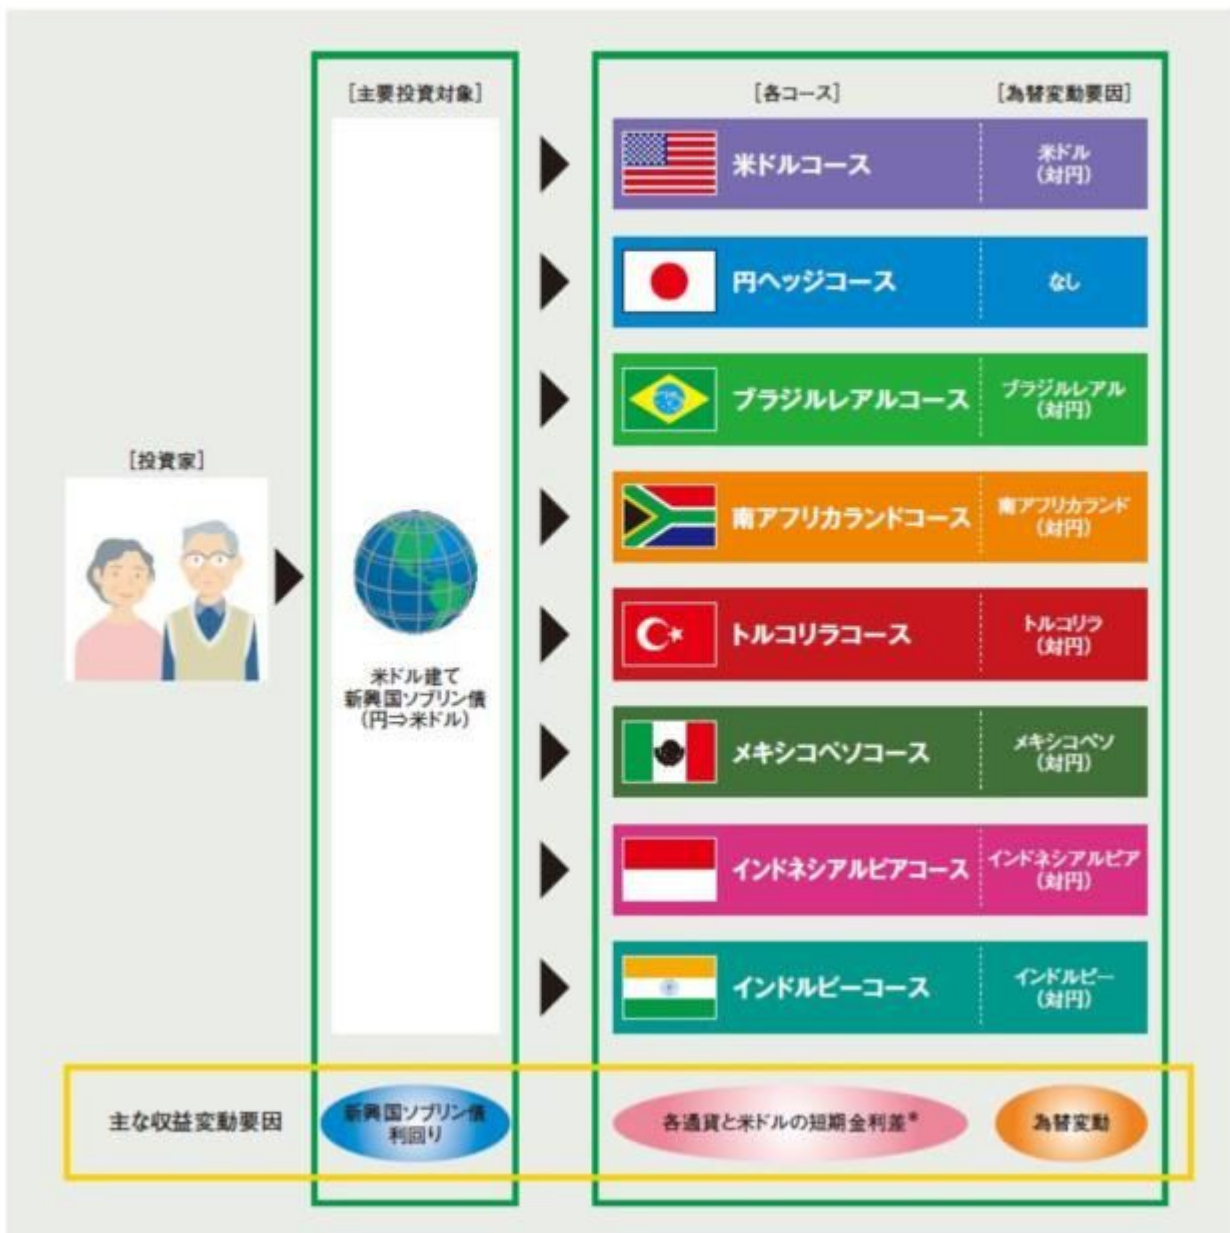 [主要投資対象]
[各コース]
[為替変動要因]
米ドルコース
米ドル
(対円)
円ヘッジコース
なし
ブラジルレアルコース
ブラジルレアル
(対円)
[投資家]
南アフリカランドコース
南アフリカランド
(対円)
トルコリラコース
トルコリラ
(対円)
米ドル建て
新興国ソブリン債
(円⇒米ドル)
メキシコペソコース
メキシコペソ
(対円)
インドネシアルピアコース
インドネシアルピア
(対円)
インドルピーコース
インドルピー
(対円)
主な収益変動要因
新興国ソブリン債
利回り
各通貨と米ドルの短期金利差*
為替変動